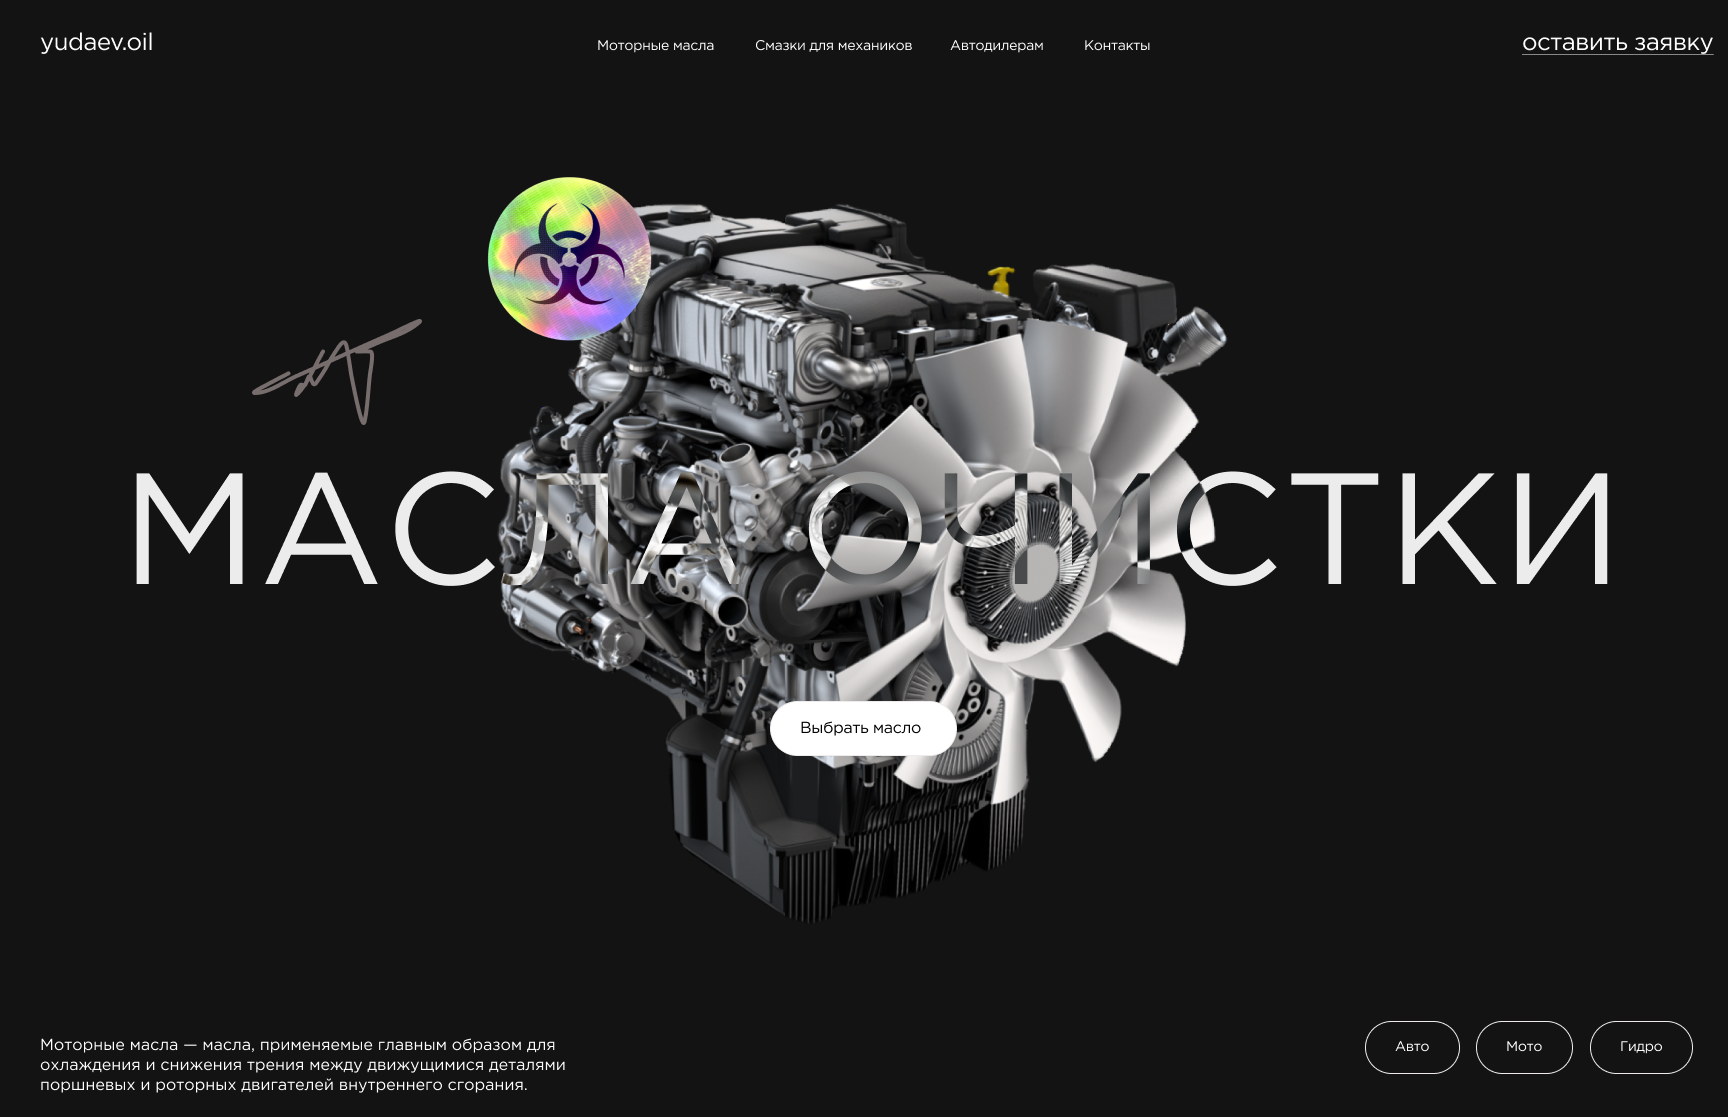 yudaev.oil
Моторные масла
Смазки для механиков
Автодилерам
Контакты
оставить заявку
МАСЛА ОЧИСТКИ
Выбрать масло
Моторные масла — масла, применяемые главным образом для
охлаждения и снижения трения между движущимися деталями
поршневых и роторных двигателей внутреннего сгорания.
Авто
Мото
Гидро